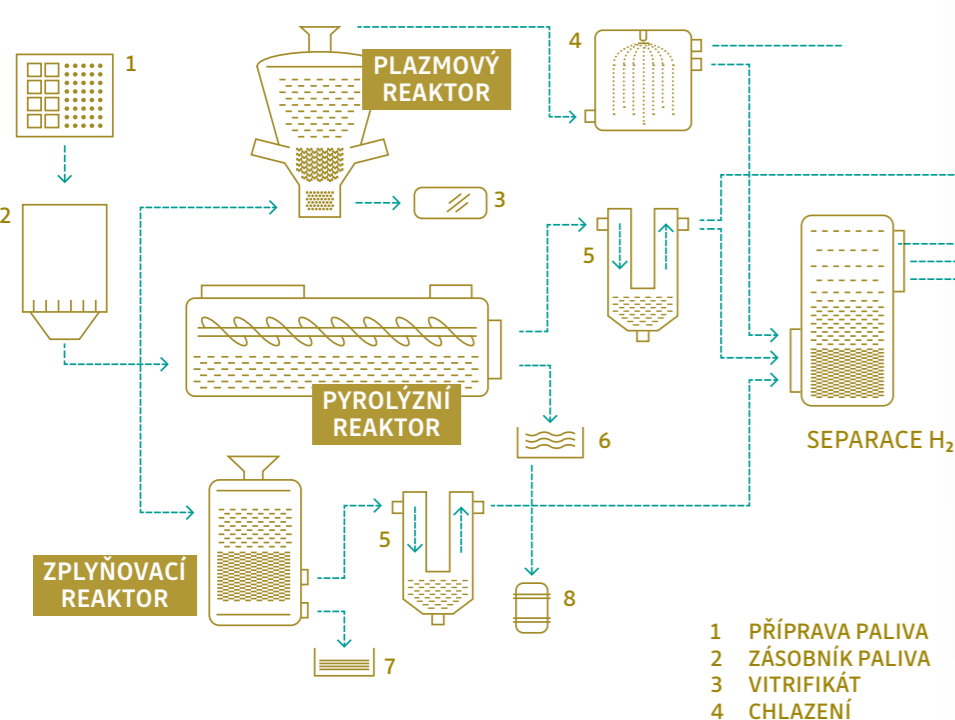 1
PLAZMOVÝ
REAKTOR
4
2
3
5
PYROLÝZNÍ
REAKTOR
6
SEPARACE H₂
5
ZPLYŇOVACÍ
REAKTOR
8
7
1 PŘÍPRAVA PALIVA
2 ZÁSOBNÍK PALIVA
3 VITRIFIKÁT
4 CHLAZENÍ